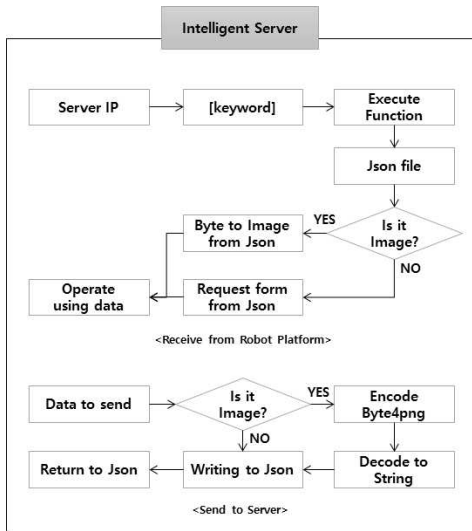 Intelligent Server
Server IP
[keyword]
Execute
Function
Json file
Is it
Image?
YES
Byte to Image
from Json
NO
Request form
from Json
Operate
using data
<Receive from Robot Platform>
Data to send
Is it
Image?
YES
Encode
Byte4png
NO
Decode to
String
Writing to Json
Return to Json
<Send to Server>